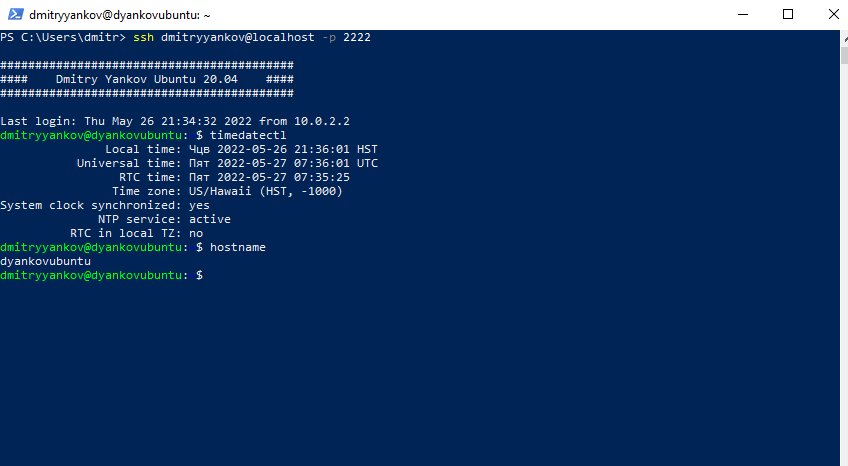 dmitryyankov@dyankovubuntu: ~
PS C:\Users\dmitr> ssh dmitryyankov@localhost -p 2222
##########################################
####    Dmitry Yankov Ubuntu 20.04    ####
##########################################
Last login: Thu May 26 21:34:32 2022 from 10.0.2.2
dmitryyankov@dyankovubuntu:~$ timedatectl
Local time: Чцв 2022-05-26 21:36:01 HST
Universal time: Пят 2022-05-27 07:36:01 UTC
RTC time: Пят 2022-05-27 07:35:25
Time zone: US/Hawaii (HST, -1000)
System clock synchronized: yes
NTP service: active
RTC in local TZ: no
dmitryyankov@dyankovubuntu:~$ hostname
dyankovubuntu
dmitryyankov@dyankovubuntu:~$